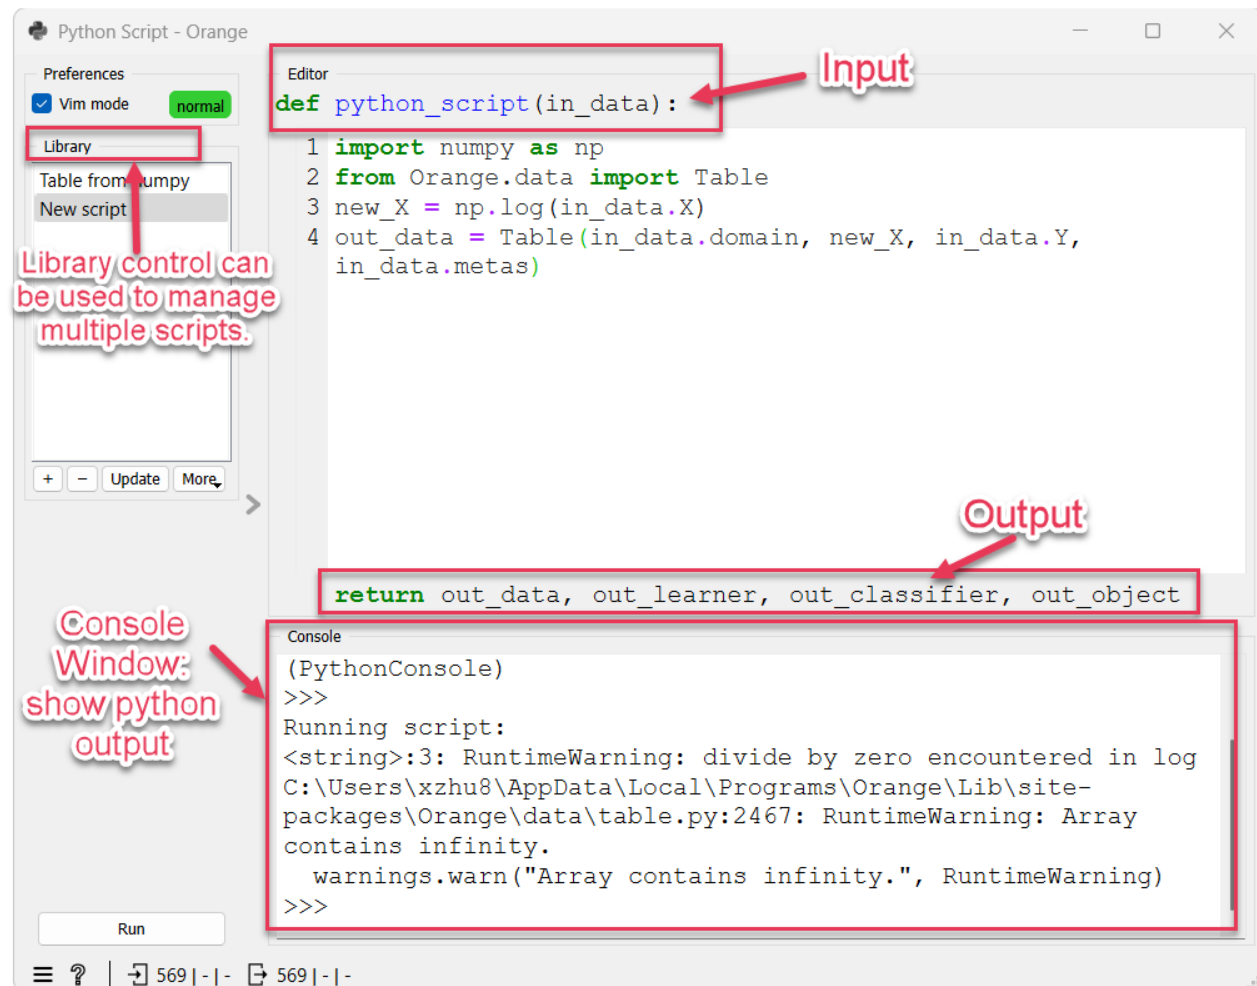 Python Script - Orange
Preferences
Vim mode
normal
Library
Table from numpy
New script
Library control can
be used to manage
multiple scripts.
+
−
Update
More
Editor
def python_script(in_data):
Input
1 import numpy as np
2 from Orange.data import Table
3 new_X = np.log(in_data.X)
4 out_data = Table(in_data.domain, new_X, in_data.Y,
in_data.metas)
Output
return out_data, out_learner, out_classifier, out_object
Console
Window:
show python
output
Console
(PythonConsole)
>>>
Running script:
<string>:3: RuntimeWarning: divide by zero encountered in log
C:\Users\xzhu8\AppData\Local\Programs\Orange\Lib\site-
packages\Orange\data\table.py:2467: RuntimeWarning: Array
contains infinity.
  warnings.warn("Array contains infinity.", RuntimeWarning)
>>>
Run
? | 569|-|- 569|-|-